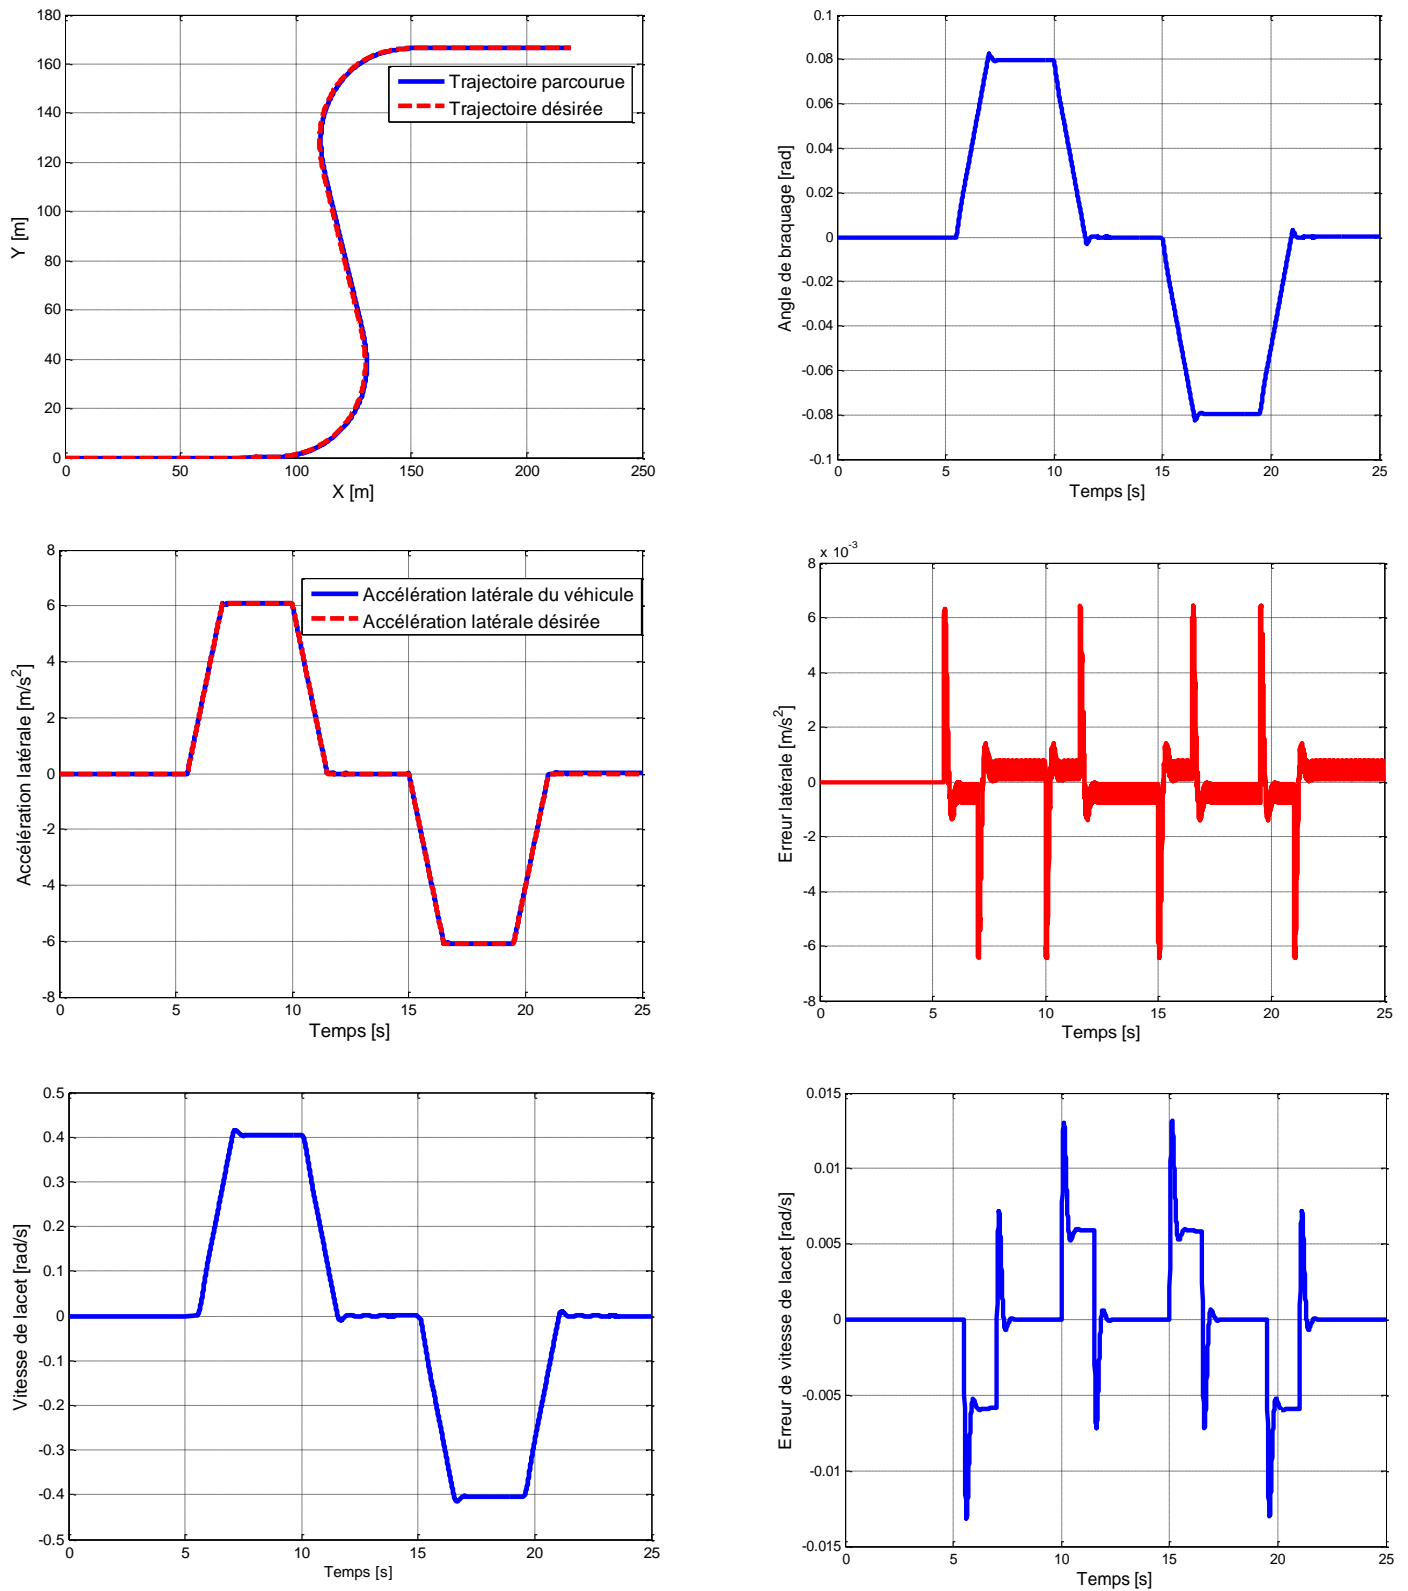 180
160
140
120
100
80
60
40
20
0
0 50 100 150 200 250
Y [m]
X [m]
Trajectoire parcourue
Trajectoire désirée
0.1
0.08
0.06
0.04
0.02
0
-0.02
-0.04
-0.06
-0.08
-0.1
0 5 10 15 20 25
Angle de braquage [rad]
Temps [s]
8
6
4
2
0
-2
-4
-6
-8
0 5 10 15 20 25
Accélération latérale [m/s²]
Temps [s]
Accélération latérale du véhicule
Accélération latérale désirée
x 10⁻³
8
6
4
2
0
-2
-4
-6
-8
0 5 10 15 20 25
Erreur latérale [m/s²]
Temps [s]
0.5
0.4
0.3
0.2
0.1
0
-0.1
-0.2
-0.3
-0.4
-0.5
0 5 10 15 20 25
Vitesse de lacet [rad/s]
Temps [s]
0.015
0.01
0.005
0
-0.005
-0.01
-0.015
0 5 10 15 20 25
Erreur de vitesse de lacet [rad/s]
Temps [s]